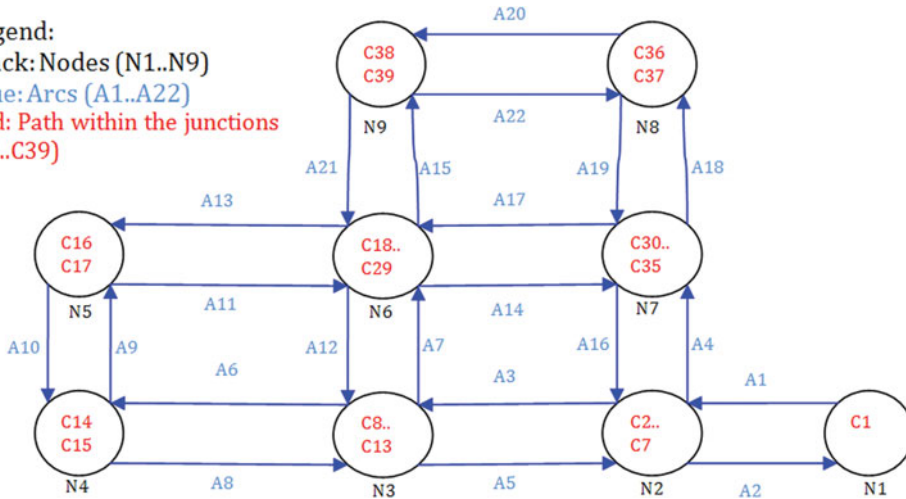 gend:
ck: Nodes (N1..N9)
ue: Arcs (A1..A22)
d: Path within the junctions
..C39)
A20
C38
C39
C36
C37
A22
N9
N8
A21
A15
A19
A18
A13
A17
C16
C17
C18..
C29
C30..
C35
A11
A14
N5
N6
N7
A10
A9
A12
A7
A16
A4
A6
A3
A1
C14
C15
C8..
C13
C2..
C7
C1
A8
A5
A2
N4
N3
N2
N1